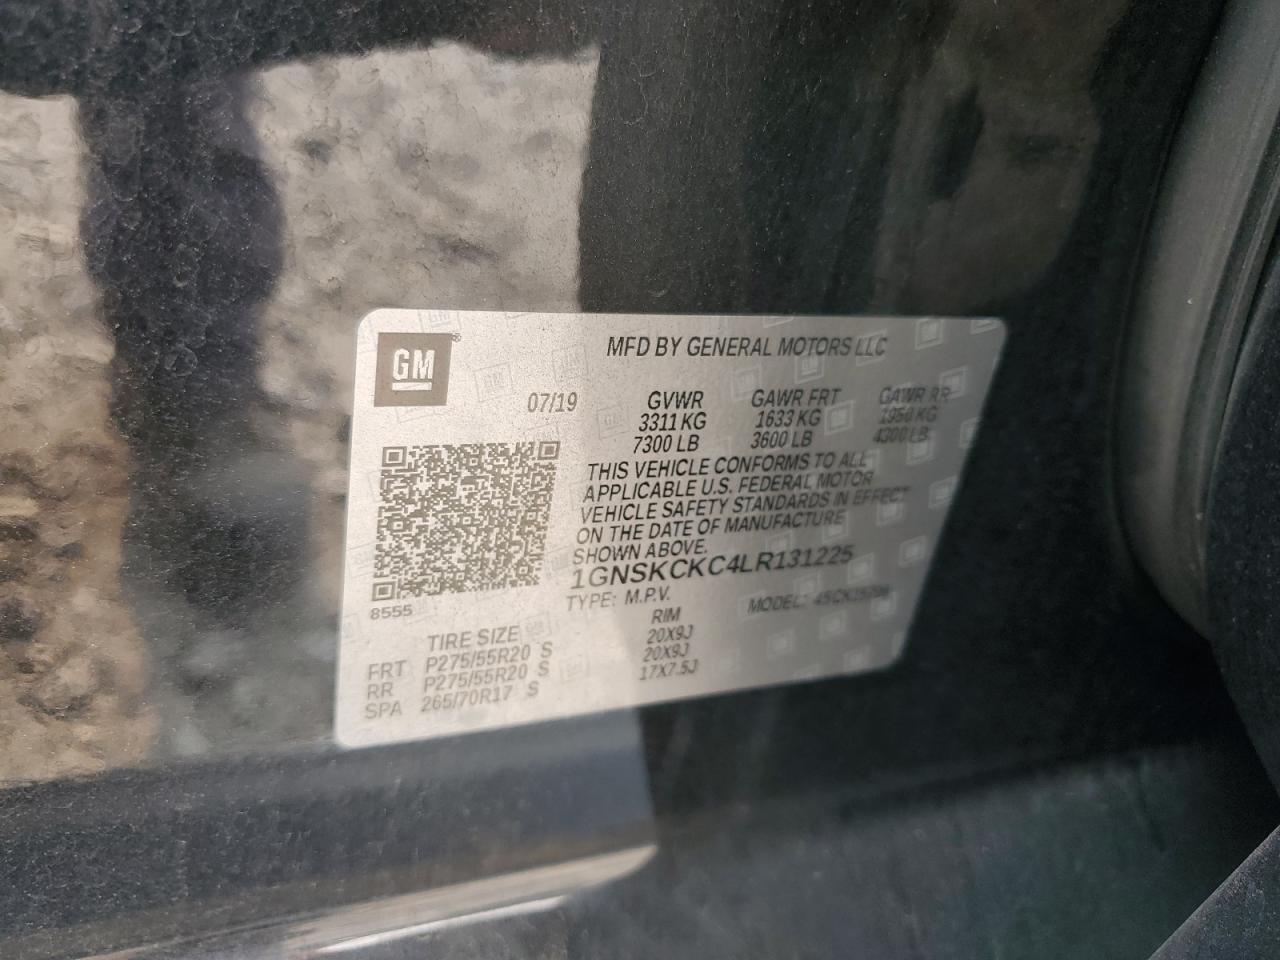 GM®
MFD BY GENERAL MOTORS LLC
07/19
GVWR GAWR FRT GAWR RR
3311 KG 1633 KG 1950 KG
7300 LB 3600 LB 4300 LB
THIS VEHICLE CONFORMS TO ALL
APPLICABLE U.S. FEDERAL MOTOR
VEHICLE SAFETY STANDARDS IN EFFECT
ON THE DATE OF MANUFACTURE
SHOWN ABOVE.
1GNSKCKC4LR131225
TYPE: M.P.V. MODEL:
8555
TIRE SIZE RIM
FRT P275/55R20 S 20X9J
RR P275/55R20 S 20X9J
SPA 265/70R17 S 17X7.5J